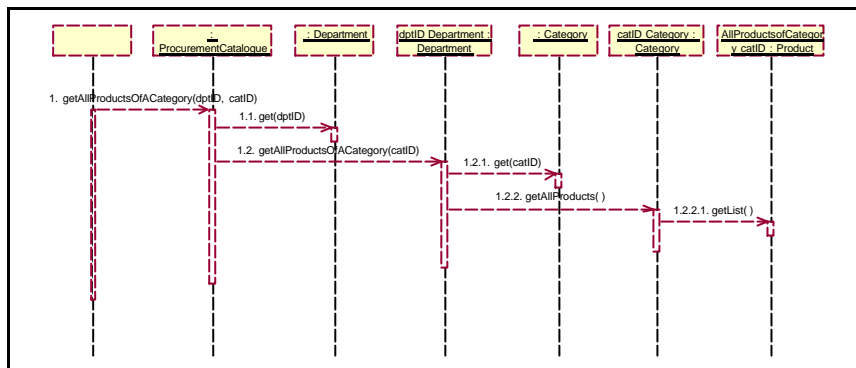 :
ProcurementCatalogue
: Department
dptID Department :
Department
: Category
catID Category :
Category
AllProductsofCategor
y catID : Product
1. getAllProductsOfACategory(dptID, catID)
1.1. get(dptID)
1.2. getAllProductsOfACategory(catID)
1.2.1. get(catID)
1.2.2. getAllProducts( )
1.2.2.1. getList( )